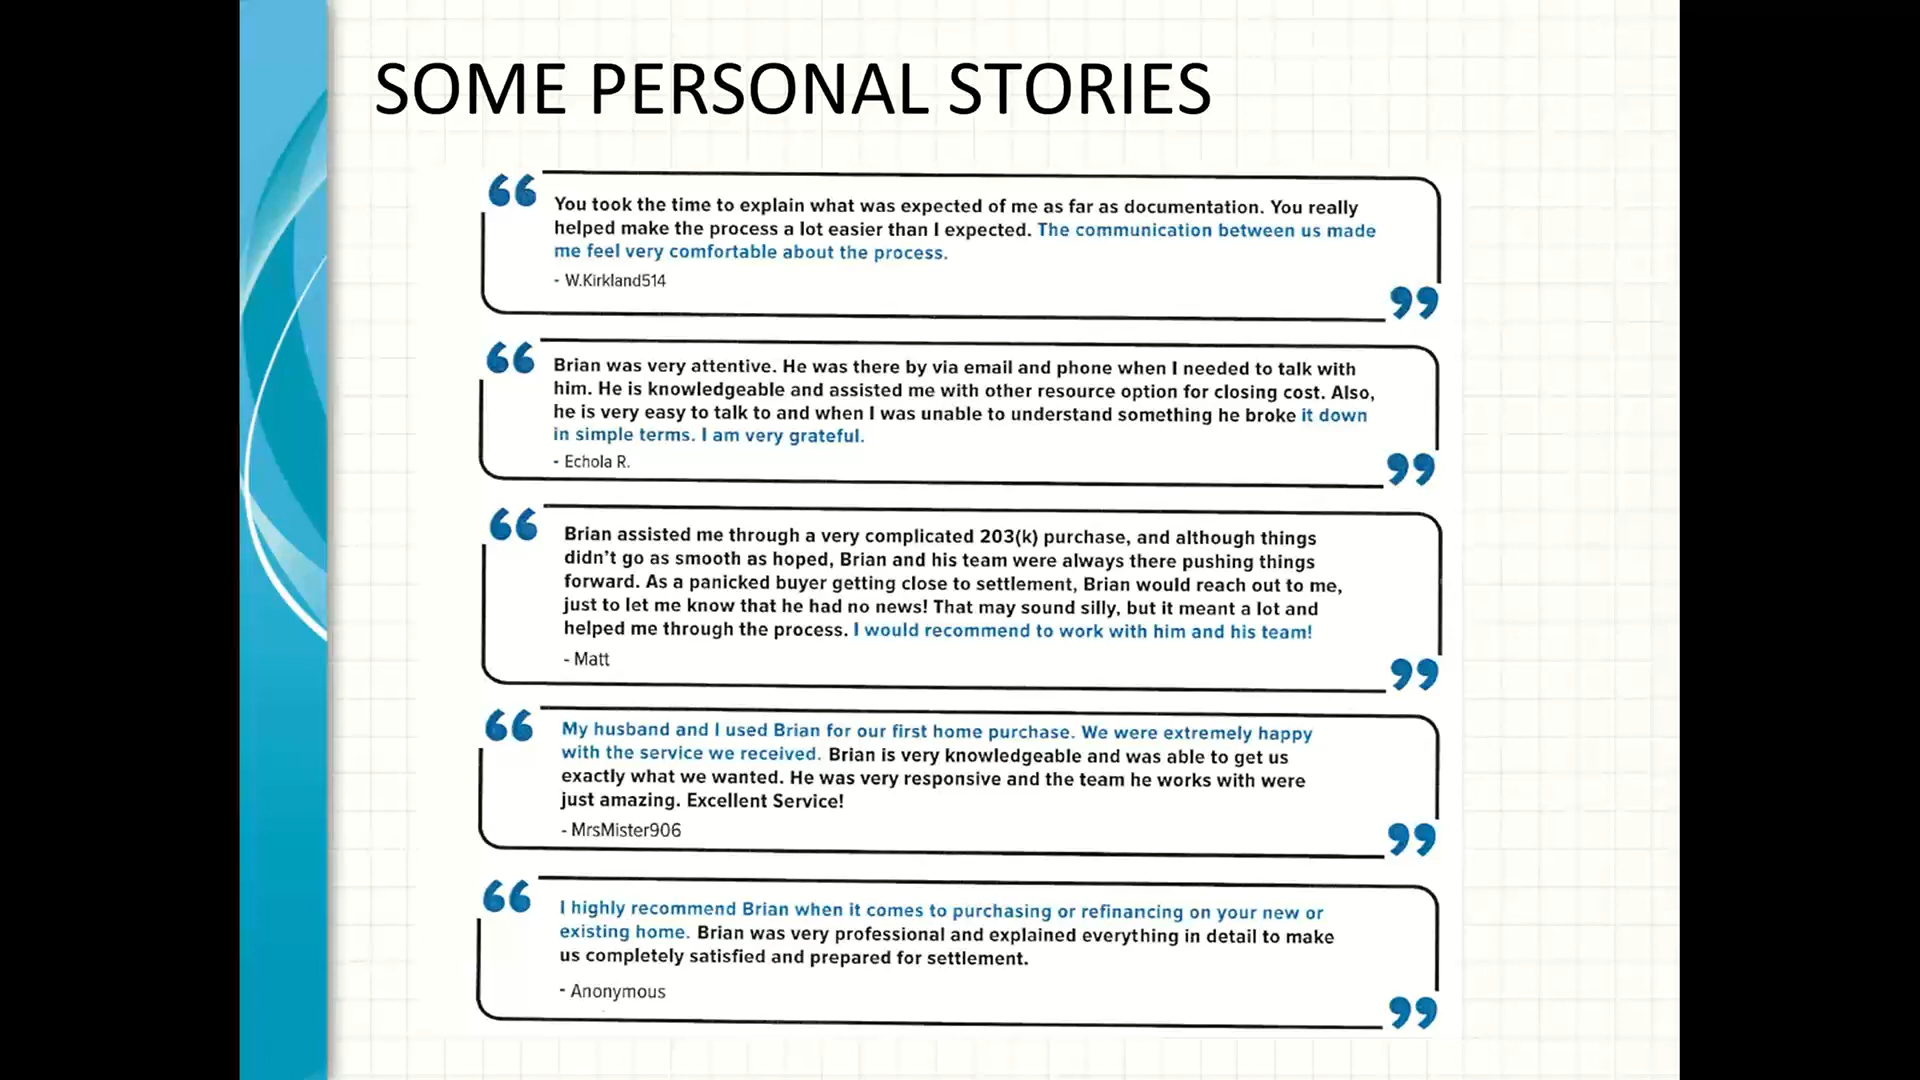 SOME PERSONAL STORIES
You took the time to explain what was expected of me as far as documentation. You really
helped make the process a lot easier than I expected. The communication between us made
me feel very comfortable about the process.
- W.Kirkland514
Brian was very attentive. He was there by via email and phone when I needed to talk with
him. He is knowledgeable and assisted me with other resource option for closing cost. Also,
he is very easy to talk to and when I was unable to understand something he broke it down
in simple terms. I am very grateful.
- Echola R.
Brian assisted me through a very complicated 203(k) purchase, and although things
didn't go as smooth as hoped, Brian and his team were always there pushing things
forward. As a panicked buyer getting close to settlement, Brian would reach out to me,
just to let me know that he had no news! That may sound silly, but it meant a lot and
helped me through the process. I would recommend to work with him and his team!
- Matt
My husband and I used Brian for our first home purchase. We were extremely happy
with the service we received. Brian is very knowledgeable and was able to get us
exactly what we wanted. He was very responsive and the team he works with were
just amazing. Excellent Service!
- MrsMister906
I highly recommend Brian when it comes to purchasing or refinancing on your new or
existing home. Brian was very professional and explained everything in detail to make
us completely satisfied and prepared for settlement.
- Anonymous